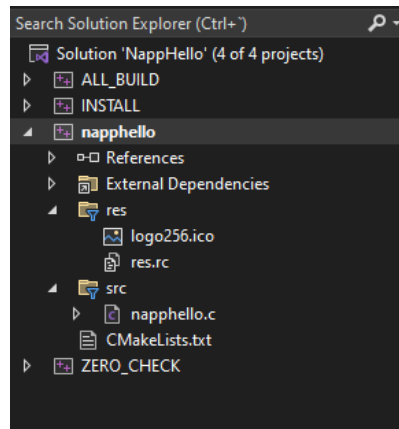 Search Solution Explorer (Ctrl+`)
Solution 'NappHello' (4 of 4 projects)
ALL_BUILD
INSTALL
napphello
References
External Dependencies
res
logo256.ico
res.rc
src
napphello.c
CMakeLists.txt
ZERO_CHECK